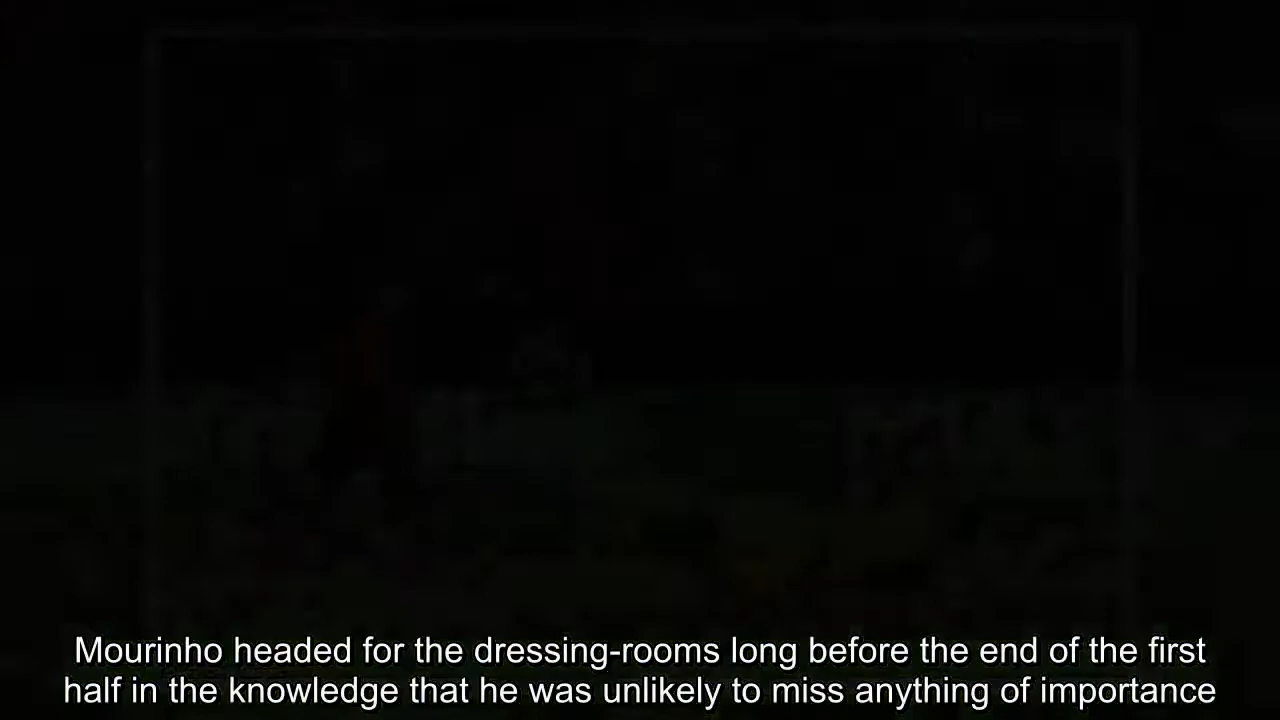 Mourinho headed for the dressing-rooms long before the end of the first
half in the knowledge that he was unlikely to miss anything of importance